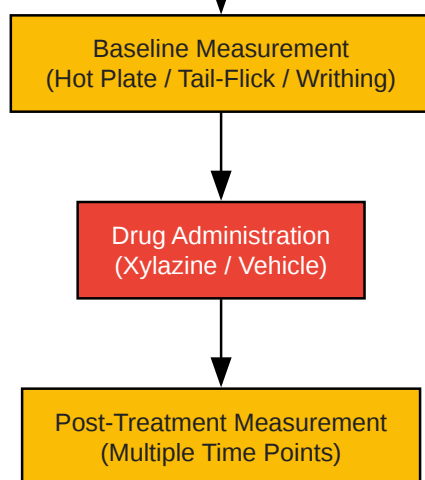 Baseline Measurement
(Hot Plate / Tail-Flick / Writhing)
Drug Administration
(Xylazine / Vehicle)
Post-Treatment Measurement
(Multiple Time Points)